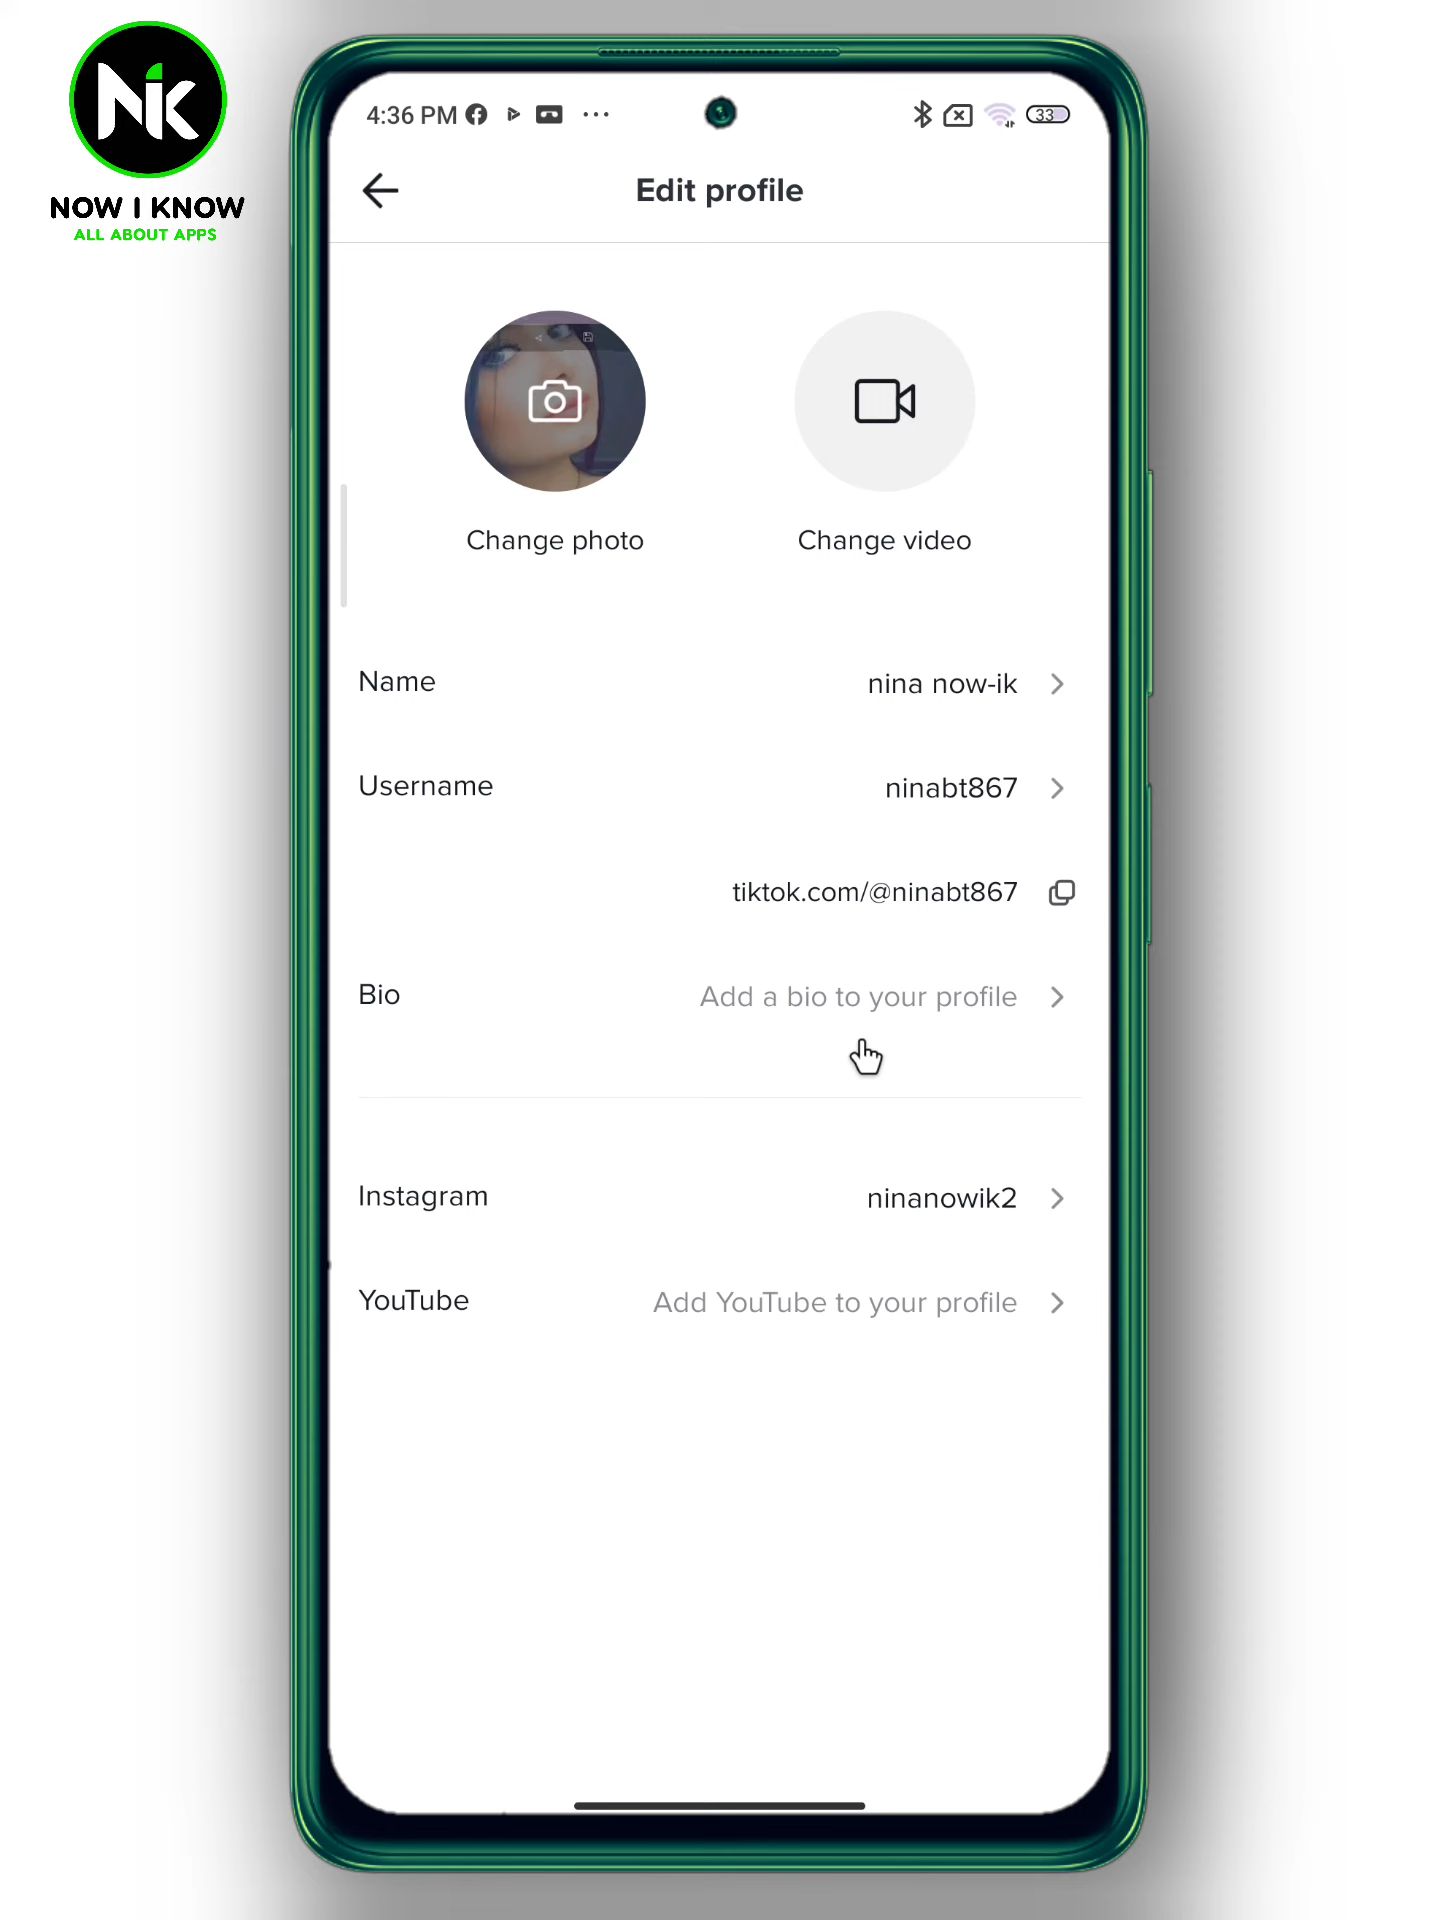 NiK
NOW I KNOW
ALL ABOUT APPS
4:36 PM
33
Edit profile
Change photo
Change video
Name
nina now-ik
Username
ninabt867
tiktok.com/@ninabt867
Bio
Add a bio to your profile
Instagram
ninanowik2
YouTube
Add YouTube to your profile